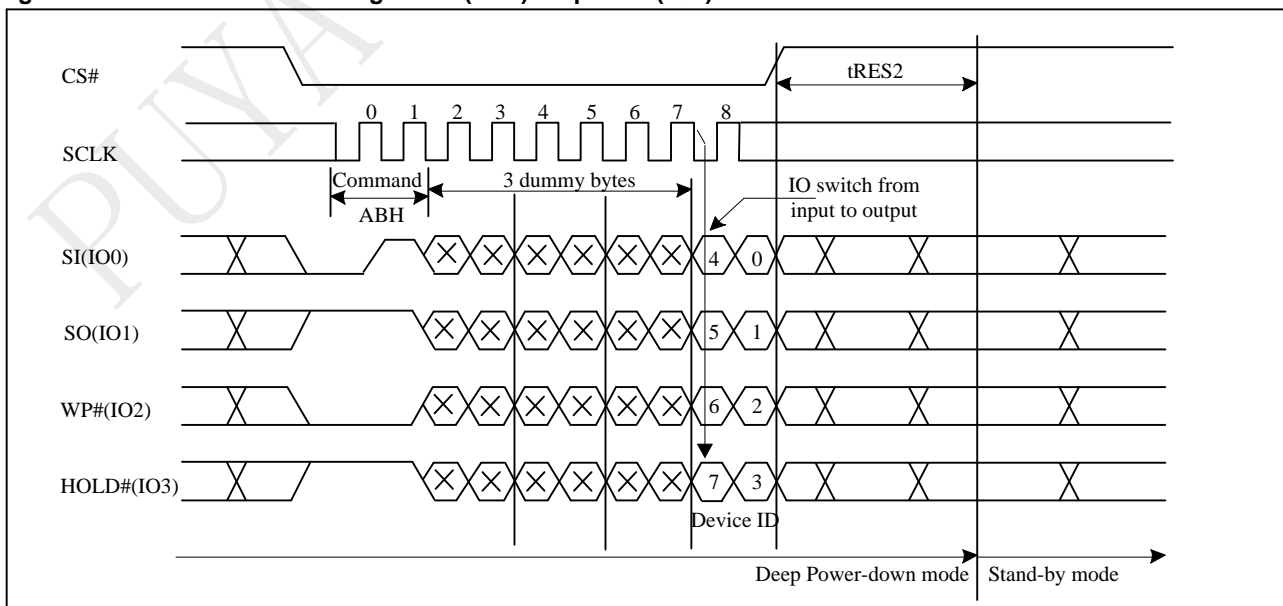 PUYA
CS#
tRES2
0 1 2 3 4 5 6 7 8
SCLK
Command
3 dummy bytes
IO switch from
input to output
ABH
SI(IO0)
4 0
SO(IO1)
5 1
WP#(IO2)
6 2
HOLD#(IO3)
7 3
Device ID
Deep Power-down mode
Stand-by mode